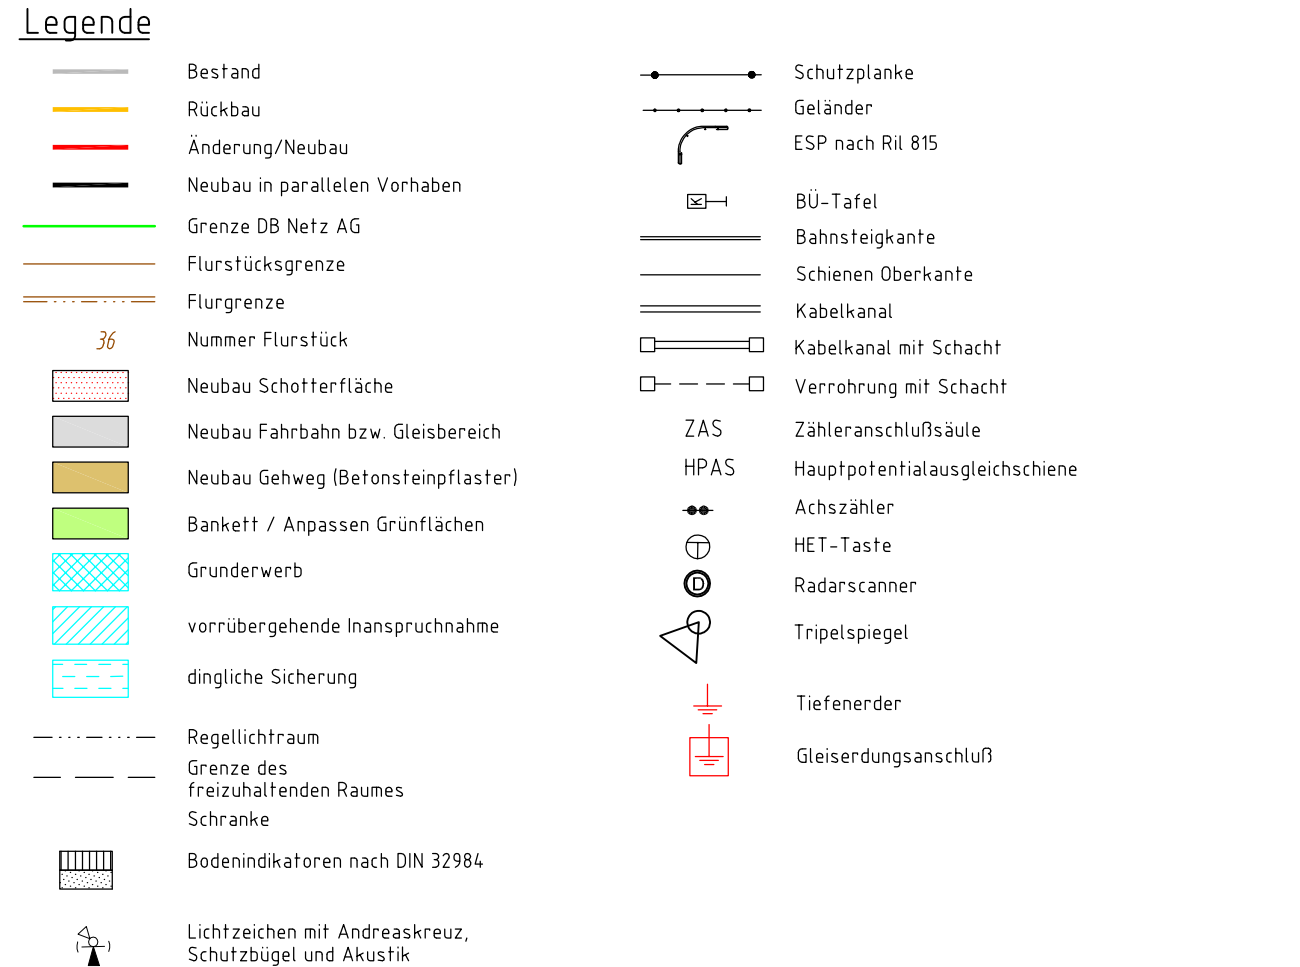 Legende
Bestand
Rückbau
Änderung/Neubau
Neubau in parallelen Vorhaben
Grenze DB Netz AG
Flurstücksgrenze
Flurgrenze
36 Nummer Flurstück
Neubau Schotterfläche
Neubau Fahrbahn bzw. Gleisbereich
Neubau Gehweg (Betonsteinpflaster)
Bankett / Anpassen Grünflächen
Grunderwerb
vorrübergehende Inanspruchnahme
dingliche Sicherung
Regellichtraum
Grenze des
freizuhaltenden Raumes
Schranke
Bodenindikatoren nach DIN 32984
Lichtzeichen mit Andreaskreuz,
Schutzbügel und Akustik
Schutzplanke
Geländer
ESP nach Ril 815
K BÜ-Tafel
Bahnsteigkante
Schienen Oberkante
Kabelkanal
Kabelkanal mit Schacht
Verrohrung mit Schacht
ZAS Zähleranschlußsäule
HPAS Hauptpotentialausgleichschiene
Achszähler
HET-Taste
D Radarscanner
Tripelspiegel
Tiefenerder
Gleiserdungsanschluß